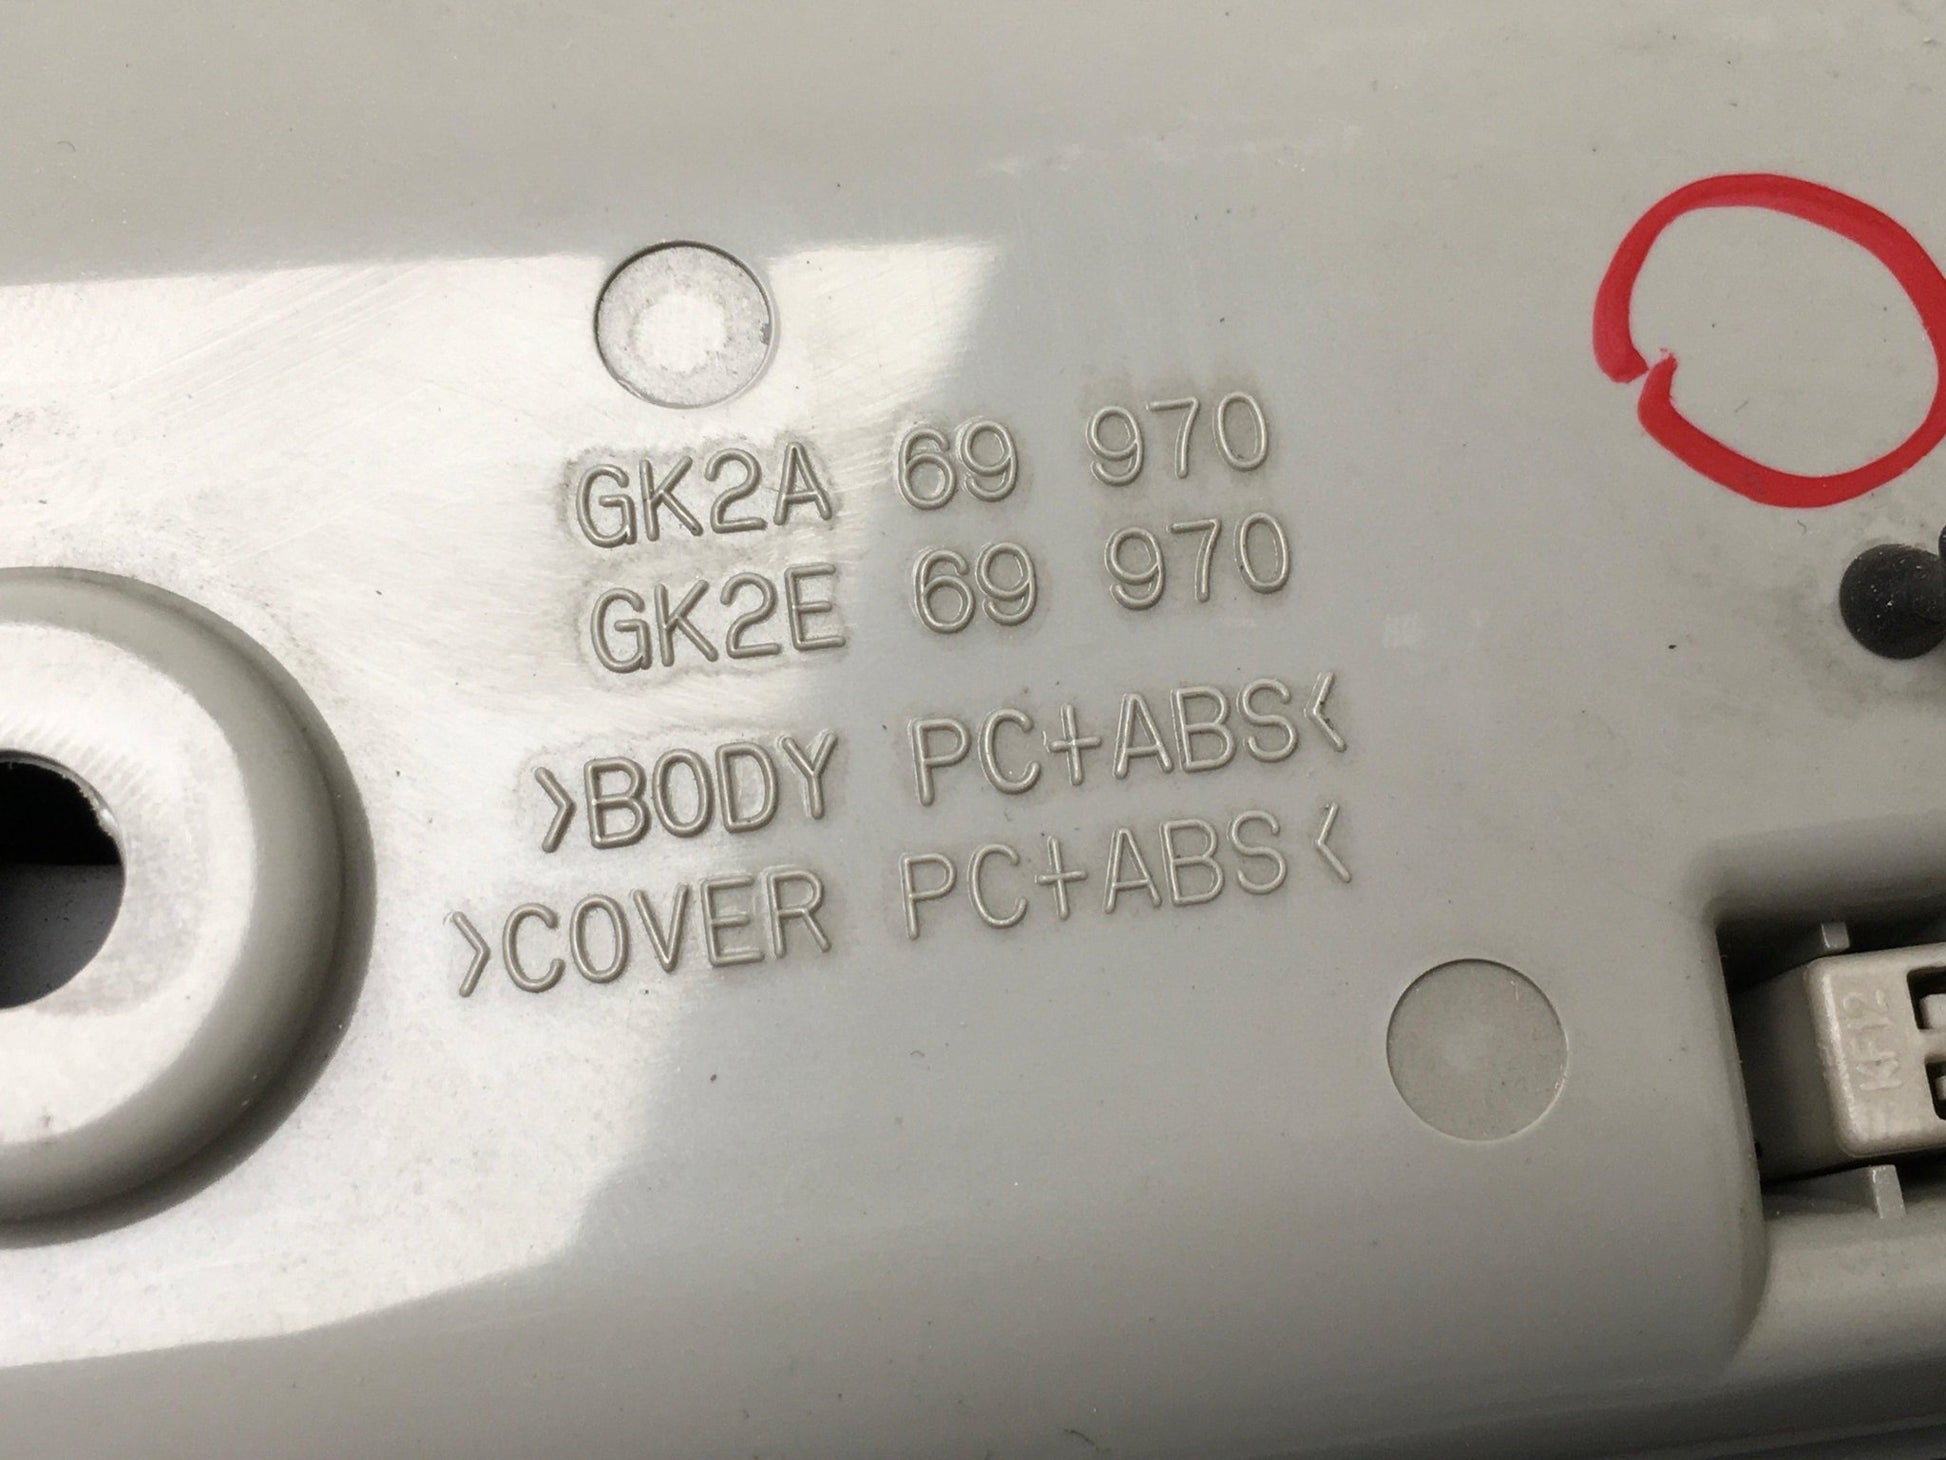 GK2A 69 970
GK2E 69 970
>BODY PC+ABS<
>COVER PC+ABS<
KF12